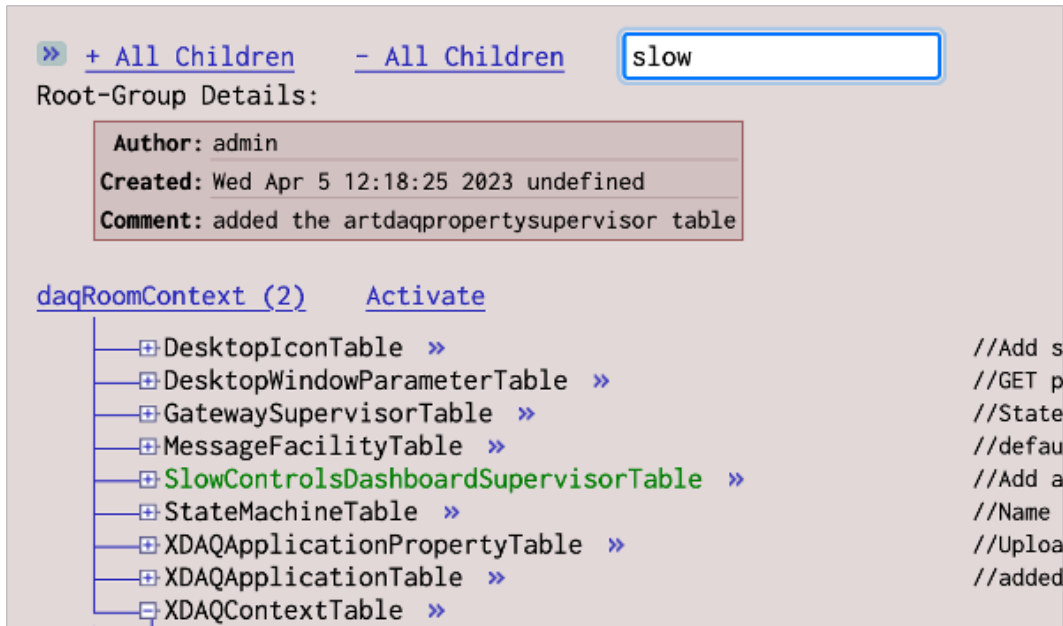 » + All Children - All Children slow
Root-Group Details:
Author: admin
Created: Wed Apr 5 12:18:25 2023 undefined
Comment: added the artdaqpropertysupervisor table
daqRoomContext (2) Activate
DesktopIconTable » //Add s
DesktopWindowParameterTable » //GET p
GatewaySupervisorTable » //State
MessageFacilityTable » //defau
SlowControlsDashboardSupervisorTable » //Add a
StateMachineTable » //Name
XDAQApplicationPropertyTable » //Uploa
XDAQApplicationTable » //added
XDAQContextTable »